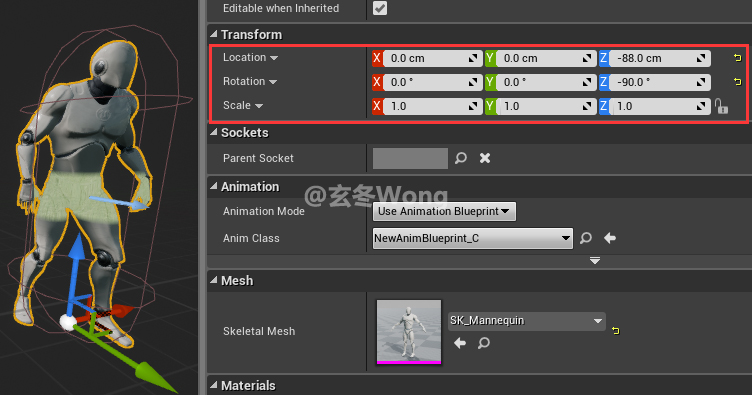 Editable when Inherited
Transform
Location X 0.0 cm Y 0.0 cm Z -88.0 cm
Rotation X 0.0 ° Y 0.0 ° Z -90.0 °
Scale X 1.0 Y 1.0 Z 1.0
Sockets
Parent Socket
Animation
@玄冬Wong
Animation Mode Use Animation Blueprint
Anim Class NewAnimBlueprint_C
Mesh
Skeletal Mesh SK_Mannequin
Materials